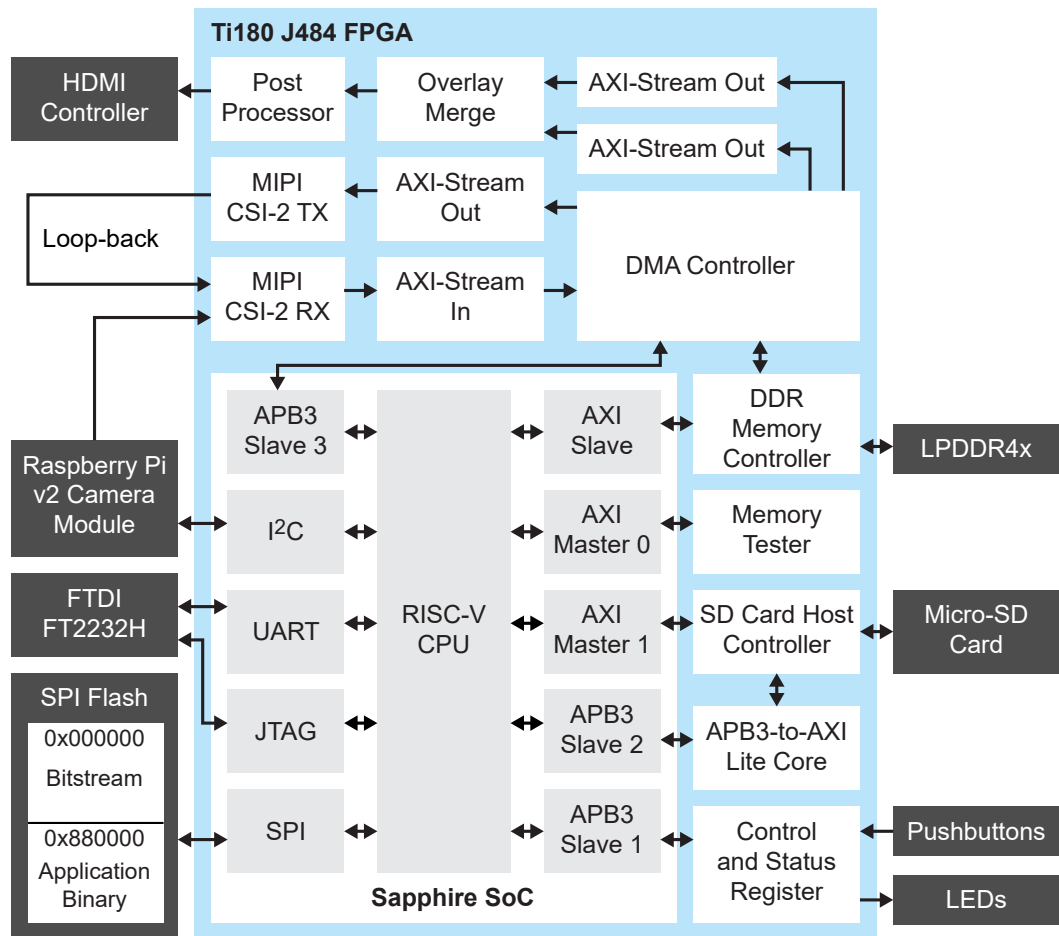 Ti180 J484 FPGA
HDMI
Controller
Post
Processor
Overlay
Merge
AXI-Stream Out
AXI-Stream Out
MIPI
CSI-2 TX
AXI-Stream
Out
Loop-back
MIPI
CSI-2 RX
AXI-Stream
In
DMA Controller
APB3
Slave 3
AXI
Slave
DDR
Memory
Controller
LPDDR4x
Raspberry Pi
v2 Camera
Module
I2C
AXI
Master 0
Memory
Tester
FTDI
FT2232H
UART
RISC-V
CPU
AXI
Master 1
SD Card Host
Controller
Micro-SD
Card
SPI Flash
0x000000
Bitstream
0x880000
Application
Binary
JTAG
APB3
Slave 2
APB3-to-AXI
Lite Core
SPI
APB3
Slave 1
Control
and Status
Register
Pushbuttons
LEDs
Sapphire SoC